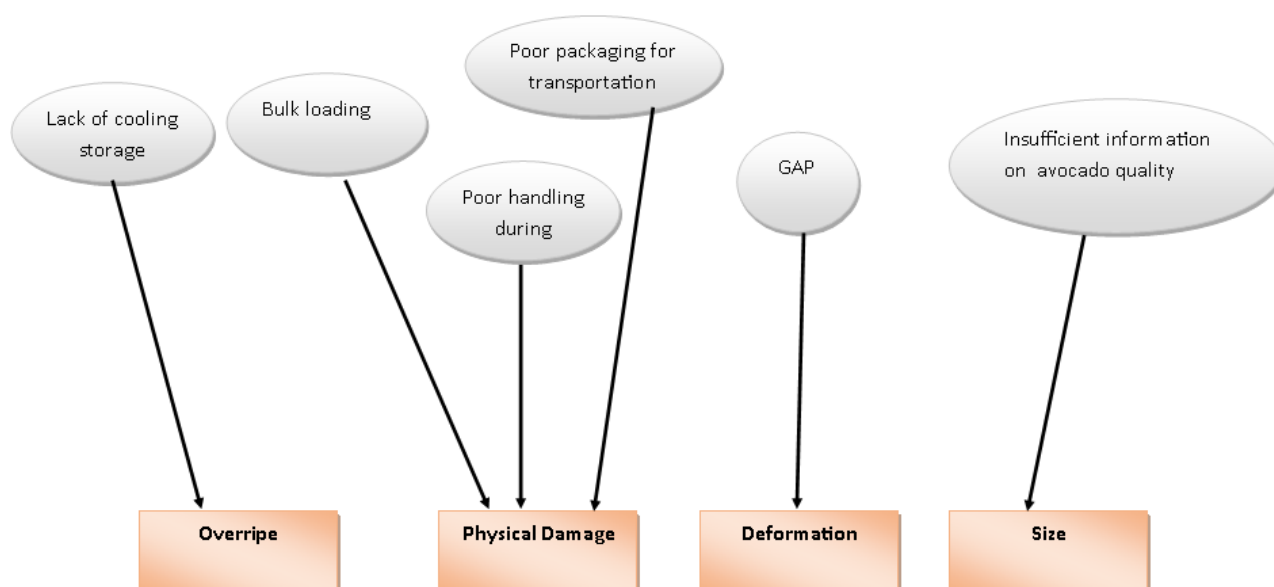 Poor packaging for
transportation
Lack of cooling
storage
Bulk loading
Poor handling
during
GAP
Insufficient information
on  avocado quality
Overripe
Physical Damage
Deformation
Size